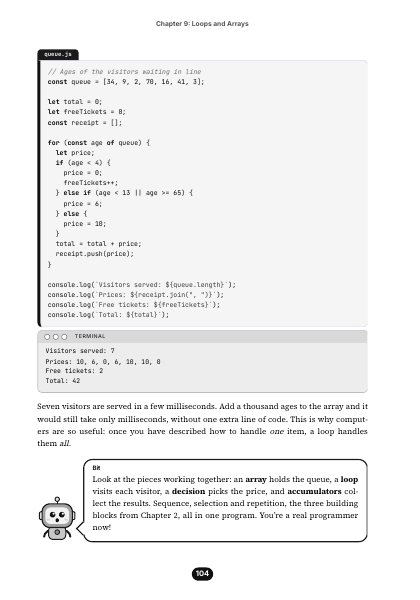 Chapter 9: Loops and Arrays
queue.js
// Ages of the visitors waiting in line
const queue = [34, 9, 2, 70, 16, 41, 3];
let total = 0;
let freeTickets = 0;
const receipt = [];
for (const age of queue) {
let price;
if (age < 4) {
price = 0;
freeTickets++;
} else if (age < 13 || age >= 65) {
price = 6;
} else {
price = 10;
}
total = total + price;
receipt.push(price);
}
console.log(`Visitors served: ${queue.length}`);
console.log(`Prices: ${receipt.join(", ")}`);
console.log(`Free tickets: ${freeTickets}`);
console.log(`Total: ${total}`);
TERMINAL
Visitors served: 7
Prices: 10, 6, 0, 6, 10, 10, 0
Free tickets: 2
Total: 42
Seven visitors are served in a few milliseconds. Add a thousand ages to the array and it
would still take only milliseconds, without one extra line of code. This is why comput-
ers are so useful: once you have described how to handle one item, a loop handles
them all.
Bit
Look at the pieces working together: an array holds the queue, a loop
visits each visitor, a decision picks the price, and accumulators col-
lect the results. Sequence, selection and repetition, the three building
blocks from Chapter 2, all in one program. You're a real programmer
now!
104